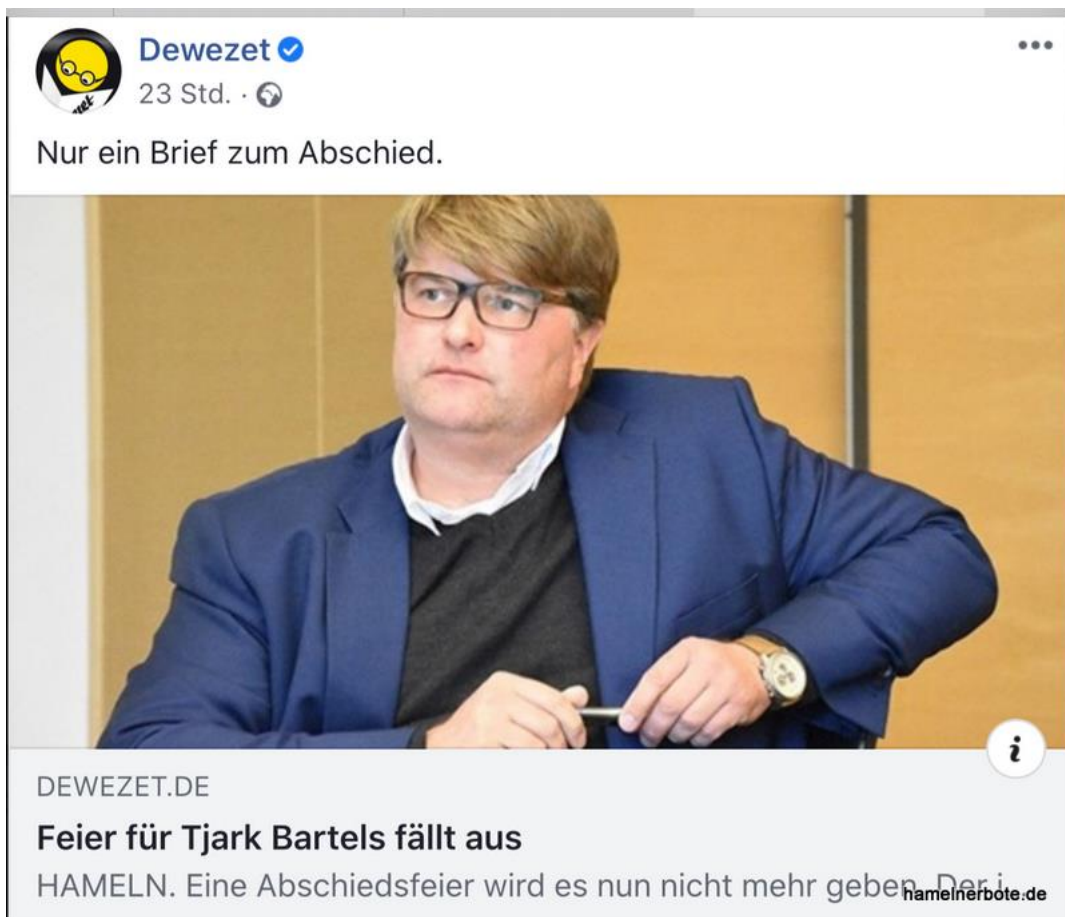 Dewezet
23 Std. ·
Nur ein Brief zum Abschied.
DEWEZET.DE
Feier für Tjark Bartels fällt aus
HAMELN. Eine Abschiedsfeier wird es nun nicht mehr geben. Der i
hamelnerbote.de